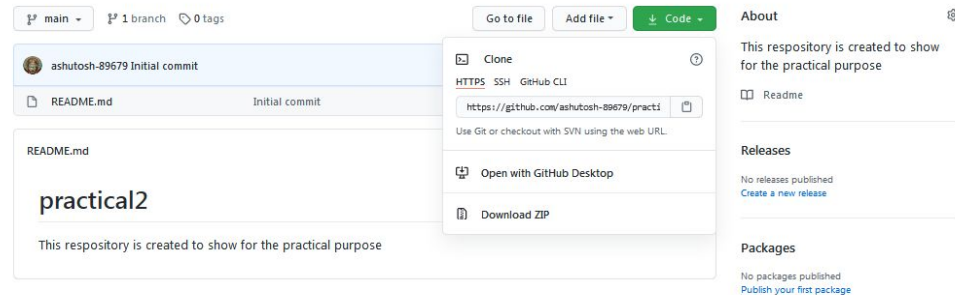 main
1 branch
0 tags
Go to file
Add file
Code
ashutosh-89679 Initial commit
README.md
Initial commit
Clone
HTTPS SSH GitHub CLI
https://github.com/ashutosh-89679/practi
Use Git or checkout with SVN using the web URL.
Open with GitHub Desktop
Download ZIP
README.md
practical2
This respository is created to show for the practical purpose
About
This respository is created to show
for the practical purpose
Readme
Releases
No releases published
Create a new release
Packages
No packages published
Publish your first package